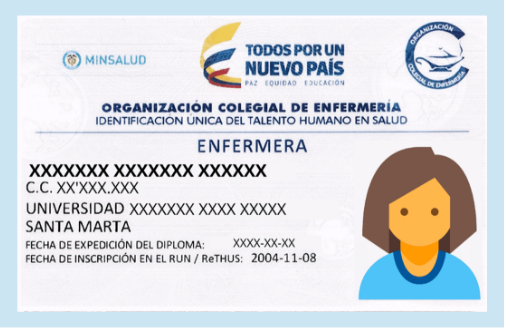 MINSALUD
TODOS POR UN
NUEVO PAÍS
PAZ EQUIDAD EDUCACIÓN
ORGANIZACIÓN
COLEGIAL DE ENFERMERÍA
ORGANIZACIÓN COLEGIAL DE ENFERMERÍA
IDENTIFICACIÓN ÚNICA DEL TALENTO HUMANO EN SALUD
ENFERMERA
XXXXXXX XXXXXXX XXXXXX
C.C. XX'XXX.XXX
UNIVERSIDAD XXXXXXX XXXX XXXXX
SANTA MARTA
FECHA DE EXPEDICIÓN DEL DIPLOMA: XXXX-XX-XX
FECHA DE INSCRIPCIÓN EN EL RUN / ReTHUS: 2004-11-08